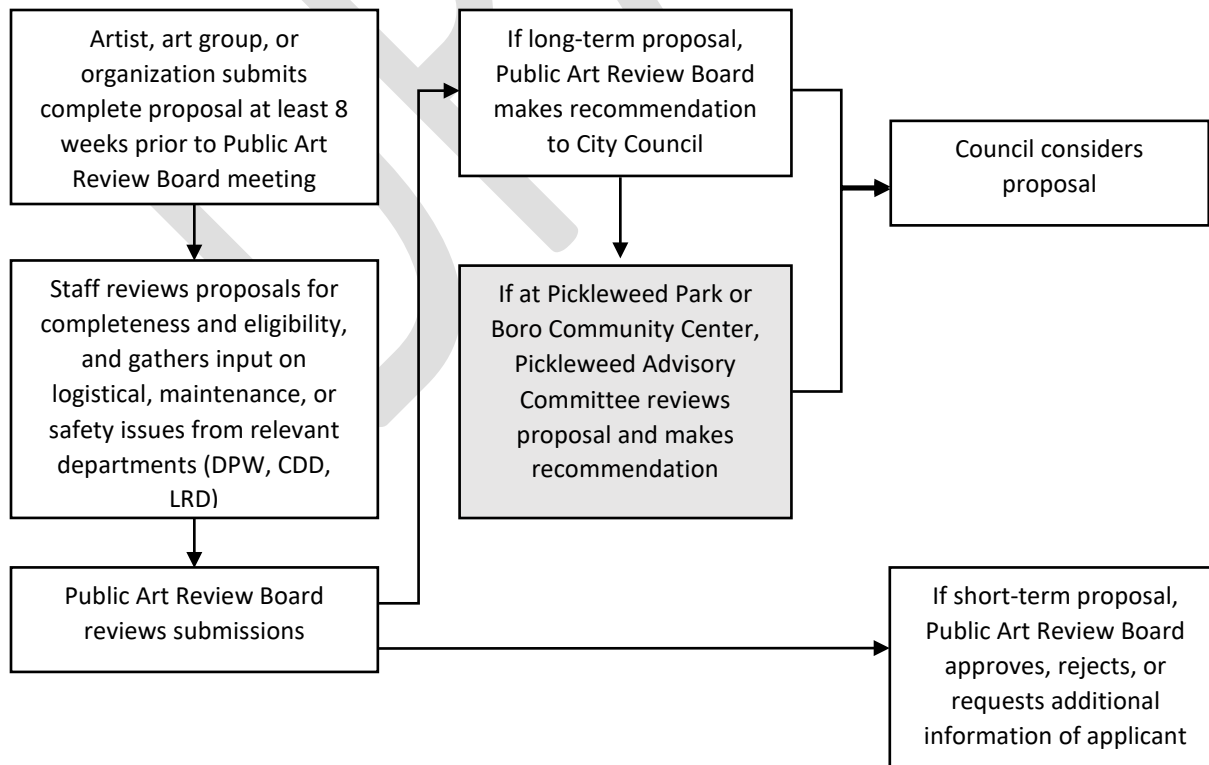 Artist, art group, or
organization submits
complete proposal at least 8
weeks prior to Public Art
Review Board meeting
Staff reviews proposals for
completeness and eligibility,
and gathers input on
logistical, maintenance, or
safety issues from relevant
departments (DPW, CDD,
LRD)
Public Art Review Board
reviews submissions
If long-term proposal,
Public Art Review Board
makes recommendation
to City Council
If at Pickleweed Park or
Boro Community Center,
Pickleweed Advisory
Committee reviews
proposal and makes
recommendation
Council considers
proposal
If short-term proposal,
Public Art Review Board
approves, rejects, or
requests additional
information of applicant